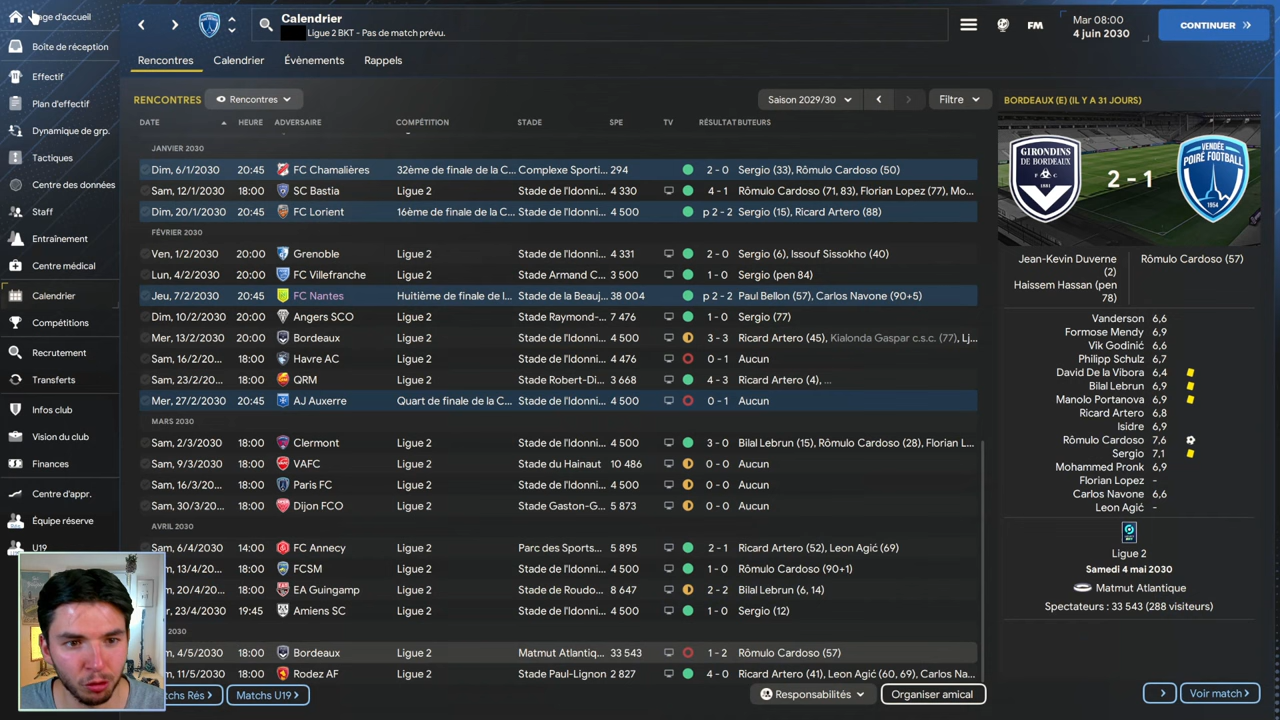 Page d'accueil
Calendrier
Ligue 2 BKT - Pas de match prévu.
FM
Mar 08:00
4 juin 2030
CONTINUER
Boîte de réception
Effectif
Plan d'effectif
Dynamique de grp.
Tactiques
Centre des données
Staff
Entraînement
Centre médical
Calendrier
Compétitions
Recrutement
Transferts
Infos club
Vision du club
Finances
Centre d'appr.
Équipe réserve
U19
Rencontres Calendrier Évènements Rappels
RENCONTRES Rencontres Saison 2029/30 Filtre
DATE HEURE ADVERSAIRE COMPÉTITION STADE SPE TV RÉSULTAT BUTEURS
JANVIER 2030
Dim, 6/1/2030 20:45 FC Chamalières 32ème de finale de la C... Complexe Sporti... 294 2 - 0 Sergio (33), Rômulo Cardoso (50)
Sam, 12/1/2030 18:00 SC Bastia Ligue 2 Stade de l'Idonni... 4 330 4 - 1 Rômulo Cardoso (71, 83), Florian Lopez (77), Mo...
Dim, 20/1/2030 20:45 FC Lorient 16ème de finale de la C... Stade de l'Idonni... 4 500 p 2 - 2 Sergio (15), Ricard Artero (88)
FÉVRIER 2030
Ven, 1/2/2030 20:00 Grenoble Ligue 2 Stade de l'Idonni... 4 331 2 - 0 Sergio (6), Issouf Sissokho (40)
Lun, 4/2/2030 20:00 FC Villefranche Ligue 2 Stade Armand C... 3 500 1 - 0 Sergio (pen 84)
Jeu, 7/2/2030 20:45 FC Nantes Huitième de finale de l... Stade de la Beauj... 38 004 p 2 - 2 Paul Bellon (57), Carlos Navone (90+5)
Dim, 10/2/2030 20:00 Angers SCO Ligue 2 Stade Raymond-... 7 476 1 - 0 Sergio (77)
Mer, 13/2/2030 20:00 Bordeaux Ligue 2 Stade de l'Idonni... 4 500 3 - 3 Ricard Artero (45), Kialonda Gaspar c.s.c. (77), Lj...
Sam, 16/2/20... 18:00 Havre AC Ligue 2 Stade de l'Idonni... 4 476 0 - 1 Aucun
Sam, 23/2/20... 18:00 QRM Ligue 2 Stade Robert-Di... 3 668 4 - 3 Ricard Artero (4), ...
Mer, 27/2/2030 20:45 AJ Auxerre Quart de finale de la C... Stade de l'Idonni... 4 500 0 - 1 Aucun
MARS 2030
Sam, 2/3/2030 18:00 Clermont Ligue 2 Stade de l'Idonni... 4 500 3 - 0 Bilal Lebrun (15), Rômulo Cardoso (28), Florian L...
Sam, 9/3/2030 18:00 VAFC Ligue 2 Stade du Hainaut 10 486 0 - 0 Aucun
Sam, 16/3/20... 18:00 Paris FC Ligue 2 Stade de l'Idonni... 4 500 0 - 0 Aucun
Sam, 30/3/20... 18:00 Dijon FCO Ligue 2 Stade Gaston-G... 5 873 0 - 0 Aucun
AVRIL 2030
Sam, 6/4/2030 14:00 FC Annecy Ligue 2 Parc des Sports... 5 895 2 - 1 Ricard Artero (52), Leon Agić (69)
Sam, 13/4/20... 18:00 FCSM Ligue 2 Stade de l'Idonni... 4 500 1 - 0 Rômulo Cardoso (90+1)
20/4/20... 18:00 EA Guingamp Ligue 2 Stade de Roudo... 8 647 2 - 2 Bilal Lebrun (6, 14)
23/4/20... 19:45 Amiens SC Ligue 2 Stade de l'Idonni... 4 500 1 - 0 Sergio (12)
2030
4/5/2030 18:00 Bordeaux Ligue 2 Matmut Atlantiq... 33 543 1 - 2 Rômulo Cardoso (57)
11/5/2030 18:00 Rodez AF Ligue 2 Stade Paul-Lignon 2 827 4 - 0 Ricard Artero (41), Leon Agić (60, 69), Carlos Na...
Matchs U19 Responsabilités Organiser amical Voir match
BORDEAUX (E) (IL Y A 31 JOURS)
GIRONDINS
DE BORDEAUX
1881
2 - 1
VENDÉE
POIRÉ FOOTBALL
1954
Jean-Kevin Duverne
(2)
Haissem Hassan (pen
78)
Rômulo Cardoso (57)
Vanderson 6,6
Formose Mendy 6,9
Vik Godinić 6,6
Philipp Schulz 6,7
David De la Víbora 6,4
Bilal Lebrun 6,9
Manolo Portanova 6,9
Ricard Artero 6,8
Isidre 6,9
Rômulo Cardoso 7,6
Sergio 7,1
Mohammed Pronk 6,9
Florian Lopez -
Carlos Navone 6,6
Leon Agić -
Ligue 2
Samedi 4 mai 2030
Matmut Atlantique
Spectateurs : 33 543 (288 visiteurs)